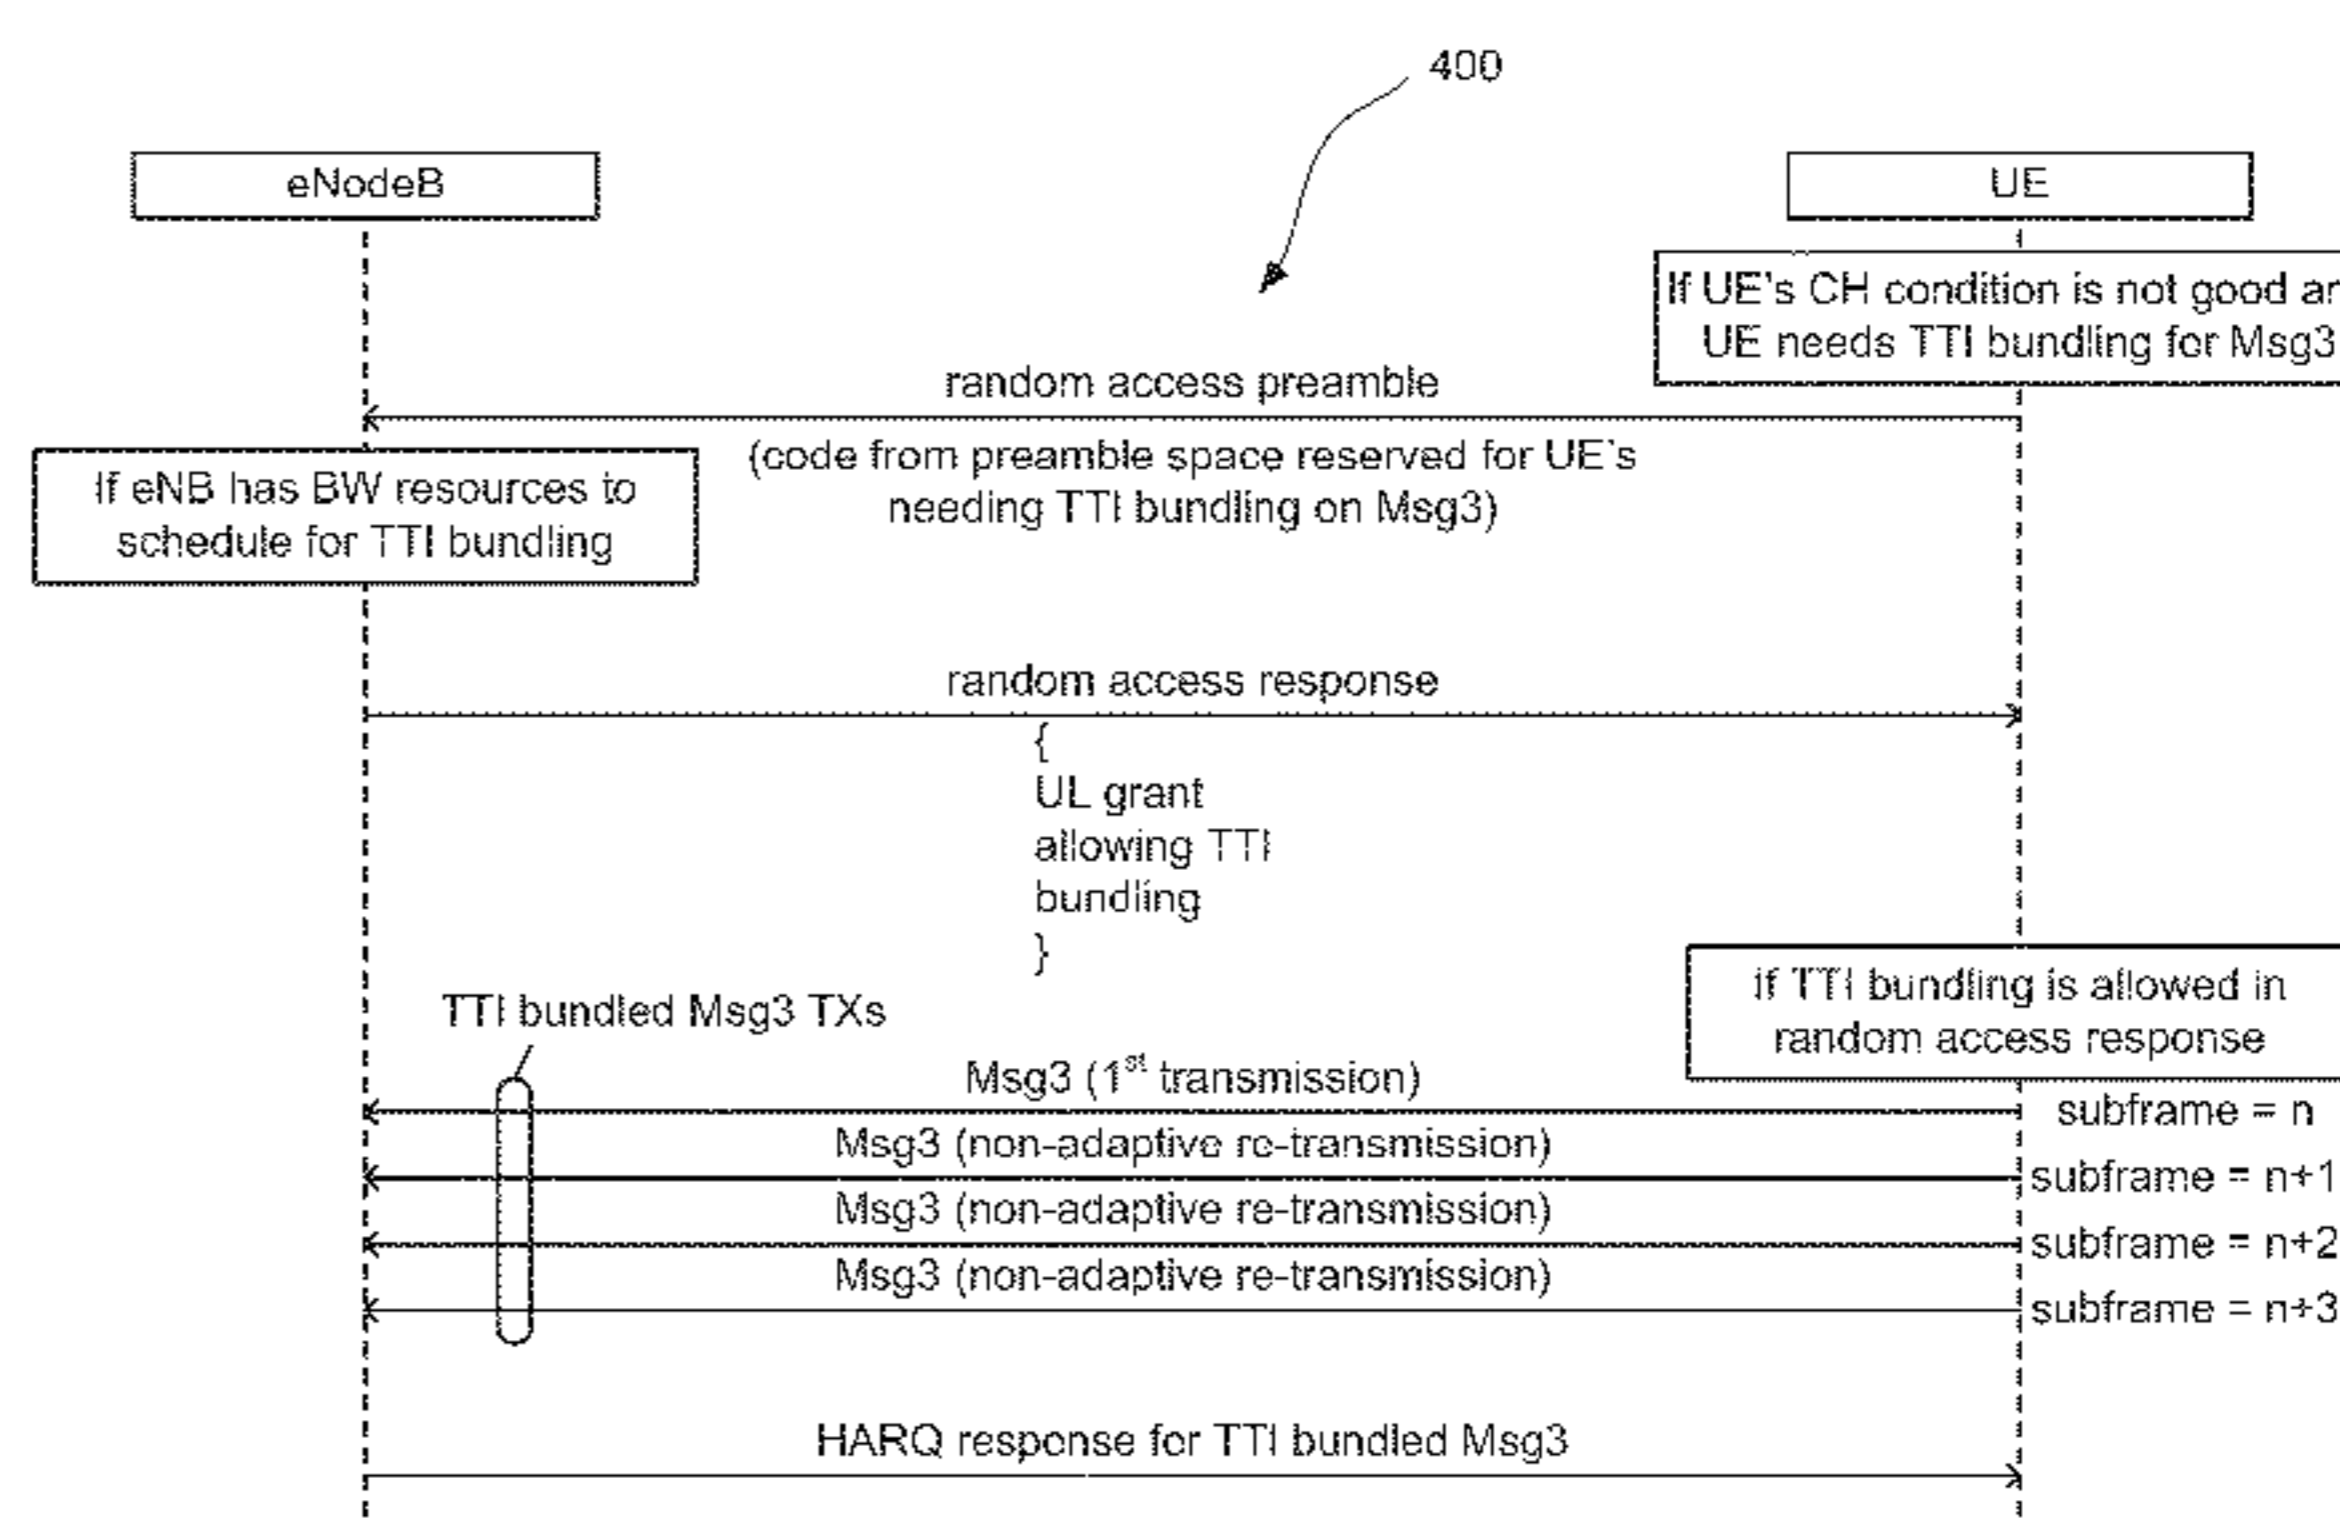 400
eNodeB
UE
If UE's CH condition is not good
UE needs TTI bundling for Msg3
random access preamble
(code from preamble space reserved for UE's
needing TTI bundling on Msg3)
If eNB has BW resources to
schedule for TTI bundling
random access response
{
UL grant
allowing TTI
bundling
}
if TTI bundling is allowed in
random access response
TTI bundled Msg3 TXs
Msg3 (1st transmission)
subframe = n
Msg3 (non-adaptive re-transmission)
subframe = n+1
Msg3 (non-adaptive re-transmission)
subframe = n+2
Msg3 (non-adaptive re-transmission)
subframe = n+3
HARQ response for TTI bundled Msg3